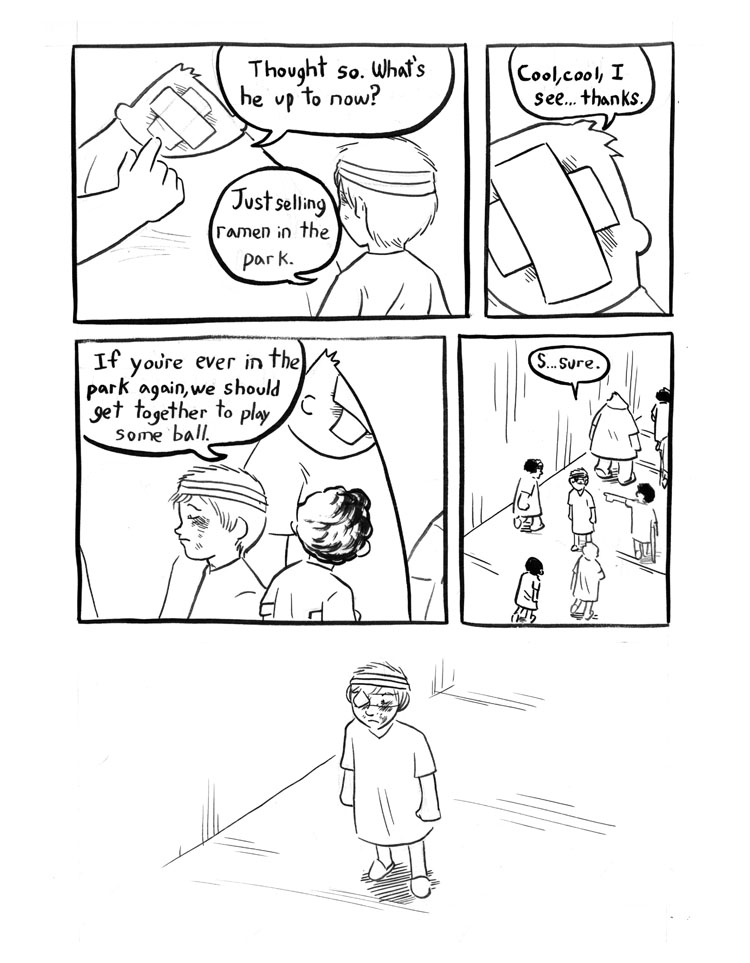 Thought so. What's
he up to now?
Just selling
ramen in the
park.
Cool, cool, I
see... thanks.
If you're ever in the
park again, we should
get together to play
some ball.
S...sure.